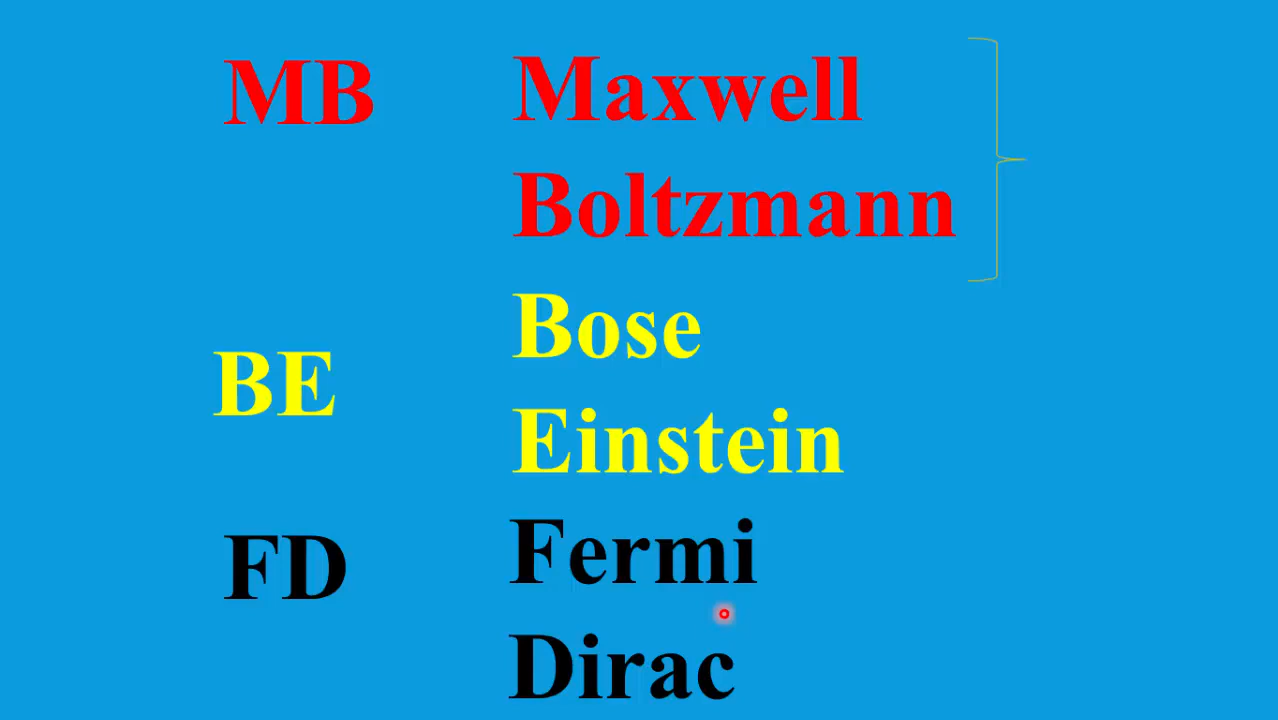 MB Maxwell
Boltzmann
Bose
BE
Einstein
Fermi
FD
Dirac